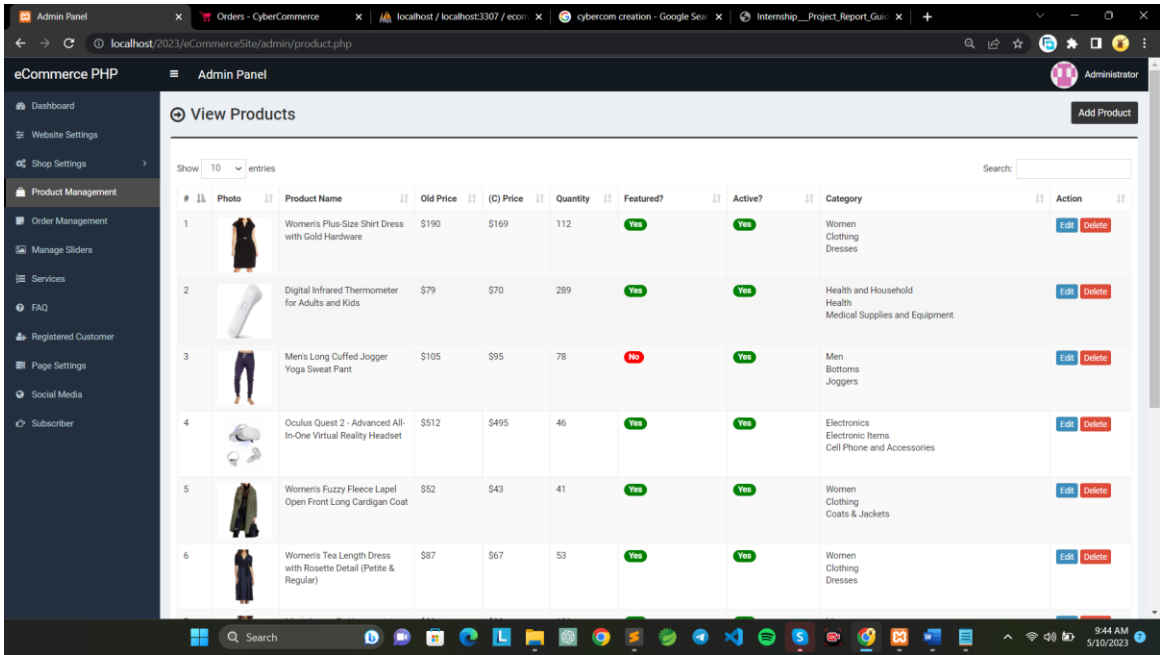 Admin Panel
Orders - CyberCommerce
localhost / localhost:3307 / ecom
cybercom creation - Google Sear
Internship__Project_Report_Guid
localhost/2023/eCommerceSite/admin/product.php
eCommerce PHP
Admin Panel
Administrator
Dashboard
Website Settings
Shop Settings
Product Management
Order Management
Manage Sliders
Services
FAQ
Registered Customer
Page Settings
Social Media
Subscriber
View Products
Add Product
Show 10 entries
Search:
# Photo Product Name Old Price (C) Price Quantity Featured? Active? Category Action
1 Women's Plus-Size Shirt Dress $190 $169 112 Yes Yes Women Edit Delete
with Gold Hardware Clothing
Dresses
2 Digital Infrared Thermometer $79 $70 289 Yes Yes Health and Household Edit Delete
for Adults and Kids Health
Medical Supplies and Equipment
3 Men's Long Cuffed Jogger $105 $95 78 No Yes Men Edit Delete
Yoga Sweat Pant Bottoms
Joggers
4 Oculus Quest 2 - Advanced All- $512 $495 46 Yes Yes Electronics Edit Delete
In-One Virtual Reality Headset Electronic Items
Cell Phone and Accessories
5 Women's Fuzzy Fleece Lapel $52 $43 41 Yes Yes Women Edit Delete
Open Front Long Cardigan Coat Clothing
Coats & Jackets
6 Women's Tea Length Dress $87 $67 53 Yes Yes Women Edit Delete
with Rosette Detail (Petite & Clothing
Regular) Dresses
Search
9:44 AM
5/10/2023